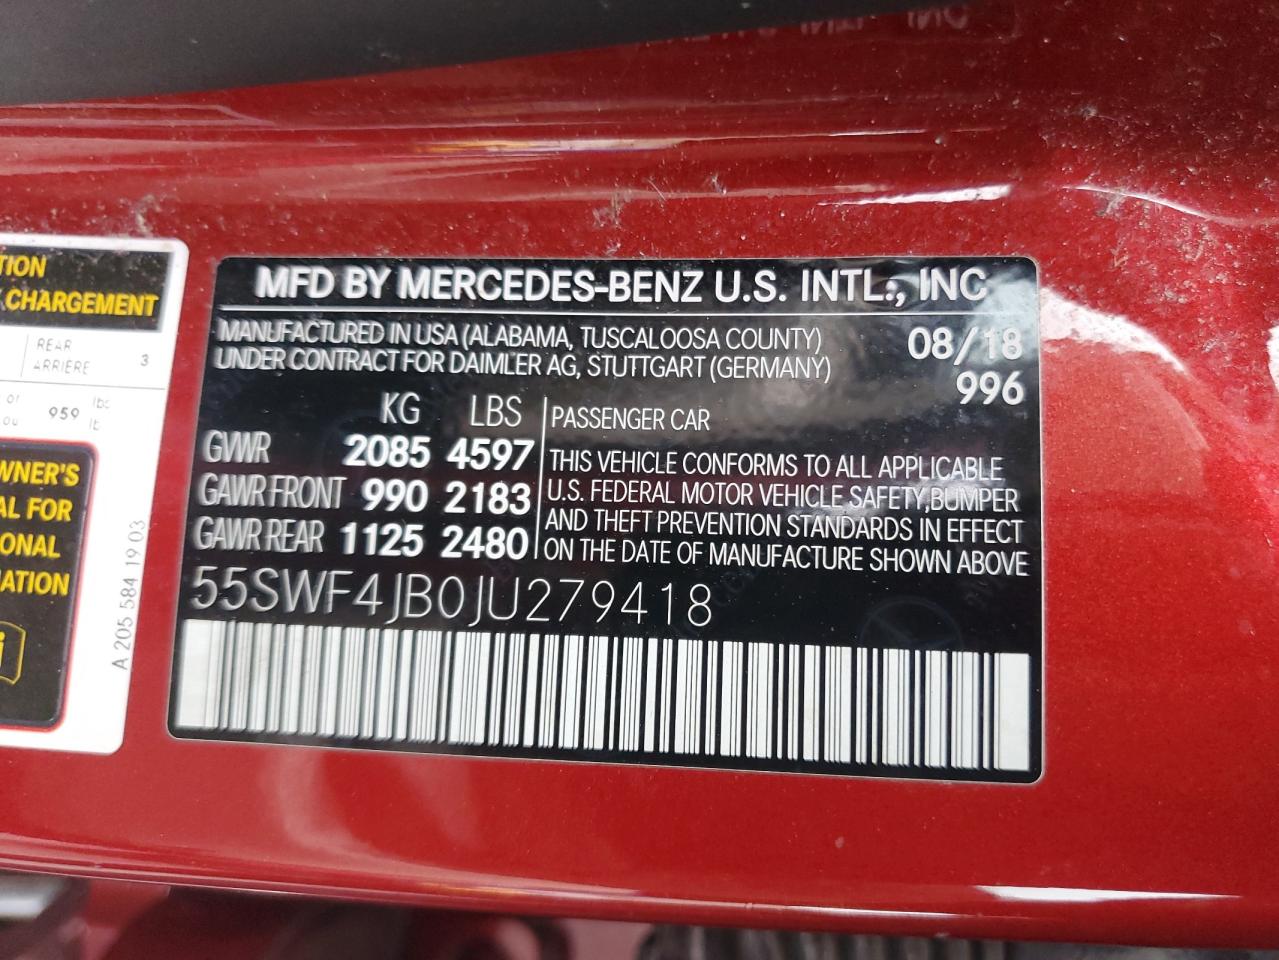 TION
CHARGEMENT
REAR
ARRIÈRE 3
959 lb
WNER'S
AL FOR
ONAL
MATION
A 205 584 19 03
MFD BY MERCEDES-BENZ U.S. INTL., INC
MANUFACTURED IN USA (ALABAMA, TUSCALOOSA COUNTY) 08/18
UNDER CONTRACT FOR DAIMLER AG, STUTTGART (GERMANY) 996
KG LBS
GVWR 2085 4597
GAWR FRONT 990 2183
GAWR REAR 1125 2480
PASSENGER CAR
THIS VEHICLE CONFORMS TO ALL APPLICABLE
U.S. FEDERAL MOTOR VEHICLE SAFETY, BUMPER
AND THEFT PREVENTION STANDARDS IN EFFECT
ON THE DATE OF MANUFACTURE SHOWN ABOVE
55SWF4JB0JU279418